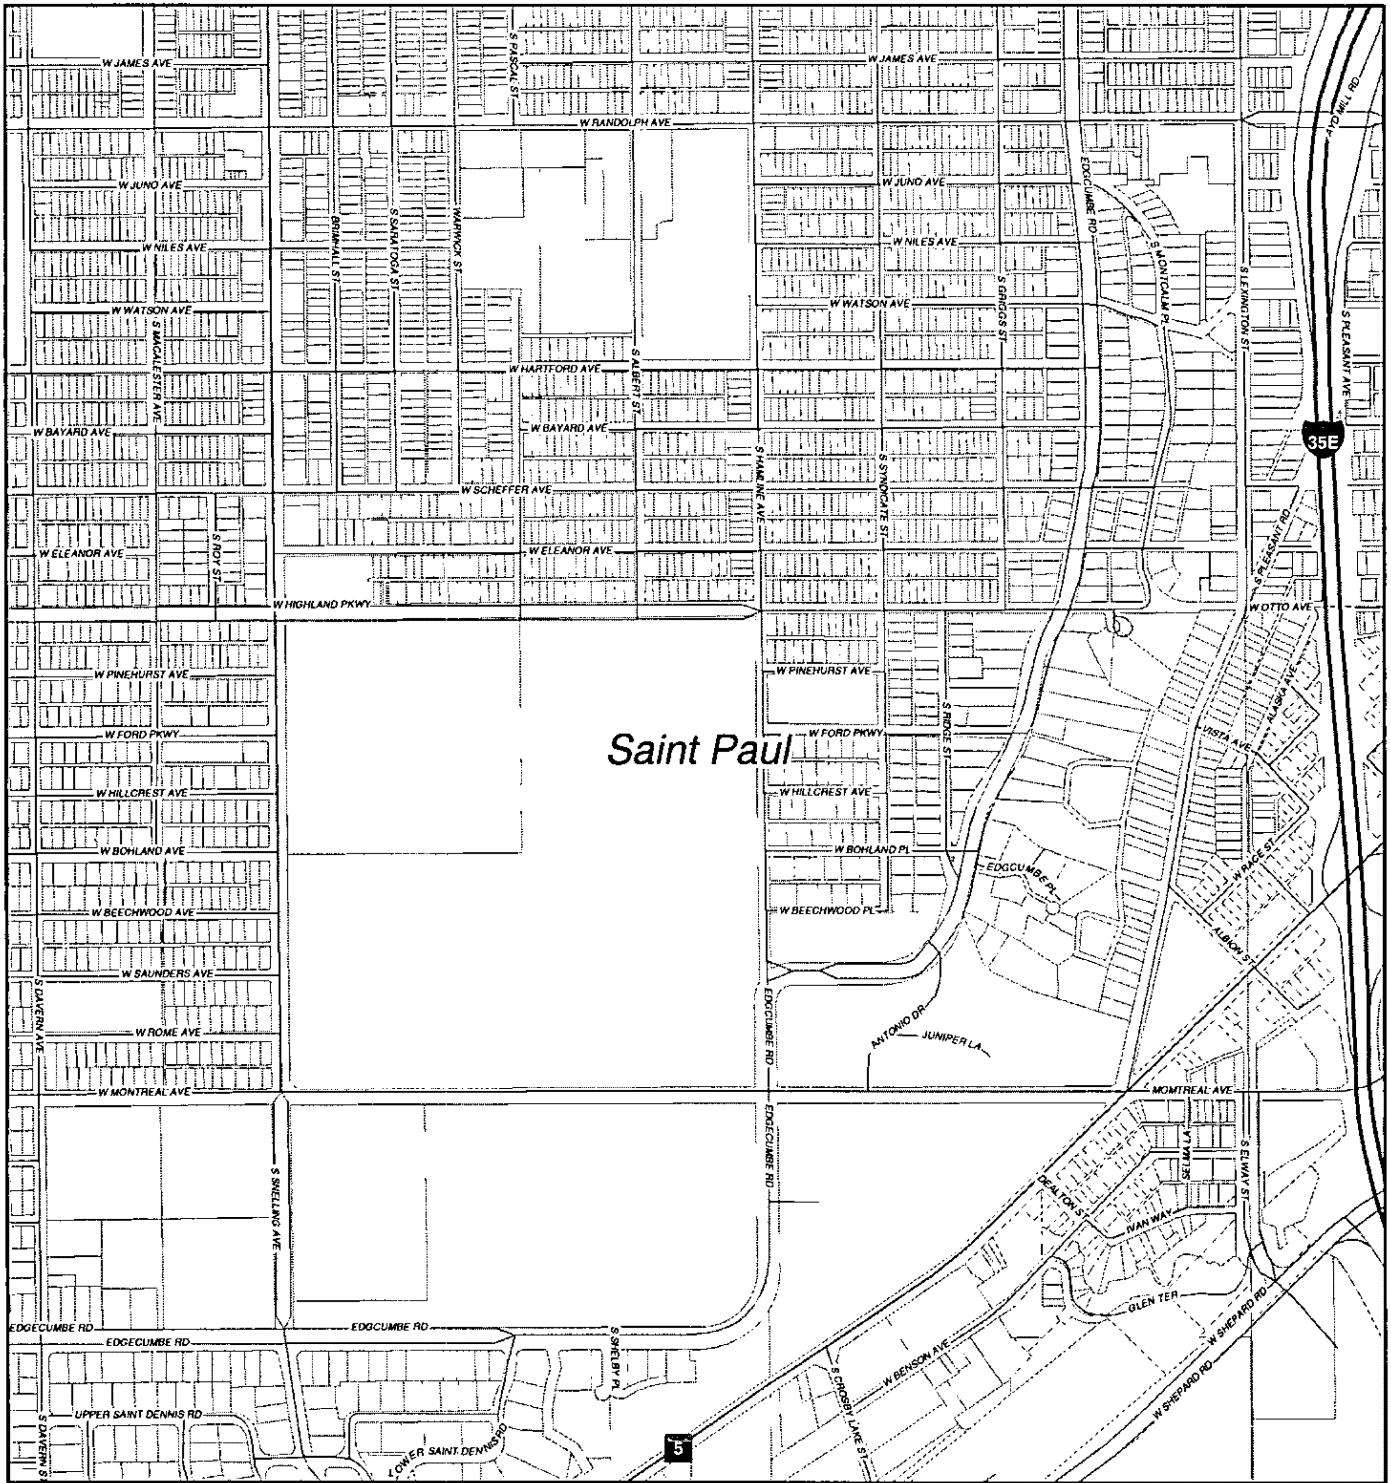 S PASCAL ST
W JAMES AVE
W JAMES AVE
AYD MILL RD
W RANDOLPH AVE
W JUNO AVE
W JUNO AVE
EDGCUMBE RD
BRIMHALL ST
S SARATOGA ST
WARWICK ST
W NILES AVE
W NILES AVE
S MONTCALM PL
S LEXINGTON ST
S GRIGGS ST
W WATSON AVE
W WATSON AVE
S MACALESTER AVE
S PLEASANT AVE
S ALBERT ST
W HARTFORD AVE
W BAYARD AVE
W BAYARD AVE
35E
S HAMLINE AVE
S SYNDICATE ST
W SCHEFFER AVE
S PLEASANT RD
W ELEANOR AVE
S ROY ST
W ELEANOR AVE
W HIGHLAND PKWY
W OTTO AVE
W PINEHURST AVE
W PINEHURST AVE
S RIDGE ST
ALASKA AVE
W FORD PKWY
Saint Paul
W FORD PKWY
VISTA AVE
W HILLCREST AVE
W HILLCREST AVE
W BOHLAND AVE
W BOHLAND PL
EDGCUMBE PL
W RACE ST
W BEECHWOOD AVE
W BEECHWOOD PL
ALBION ST
W SAUNDERS AVE
S DAVERN AVE
EDGCUMBE RD
W ROME AVE
ANTONIO DR
JUNIPER LA
W MONTREAL AVE
MOMTREAL AVE
EDGECUMBE RD
S SNELLING AVE
STEWART LA
S ELWAY ST
DEALTON ST
IVAN WAY
GLEN TER
W SHEPARD RD
EDGECUMBE RD
EDGCUMBE RD
EDGECUMBE RD
S SHELBY PL
W BENSON AVE
S CROSBY LAKE ST
W SHEPARD RD
UPPER SAINT DENNIS RD
S DAVERN ST
LOWER SAINT DENNIS RD
5